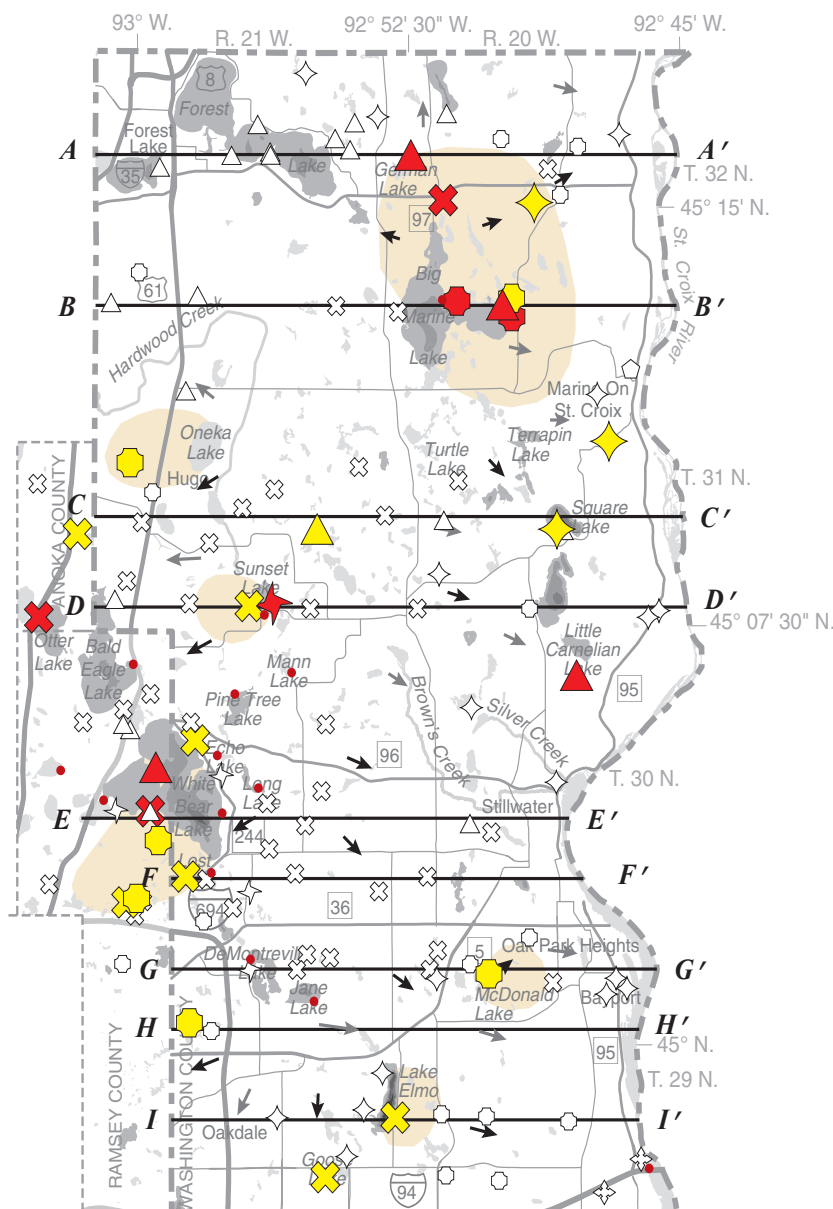 93° W.
92° 52' 30" W.
92° 45' W.
R. 21 W.
R. 20 W.
8
Forest
Forest
Lake
Lake
A
A'
35
German
Lake
T. 32 N.
45° 15' N.
97
St. Croix River
Big
61
B
B'
Marine
Hardwood Creek
Lake
Marine On
St. Croix
Oneka
Lake
Turtle
Lake
Terrapin
Lake
T. 31 N.
Hugo
C
C'
Square
Lake
ANOKA COUNTY
Sunset
Lake
D
D'
45° 07' 30" N.
Otter
Lake
Bald
Eagle
Lake
Little
Carnelian
Lake
Mann
Lake
95
Pine Tree
Lake
Brown's Creek
Silver Creek
Echo
Lake
96
T. 30 N.
White
Bear
Lake
Long
Lake
Stillwater
E
E'
244
Lost
F
F'
694
36
DeMontreville
Lake
5
Oak Park Heights
G
G'
Jane
Lake
McDonald
Lake
Bayport
H
H'
45° N.
95
T. 29 N.
Lake
Elmo
RAMSEY COUNTY
WASHINGTON COUNTY
I
I'
Oakdale
Goose
Lake
94